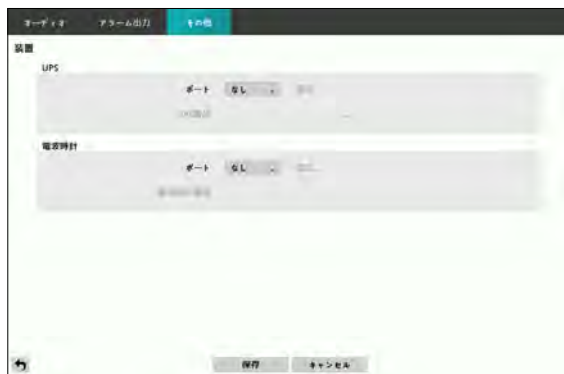 オーディオ アラーム出力 その他
装置
UPS
ポート なし
電波時計
ポート なし
保存 キャンセル